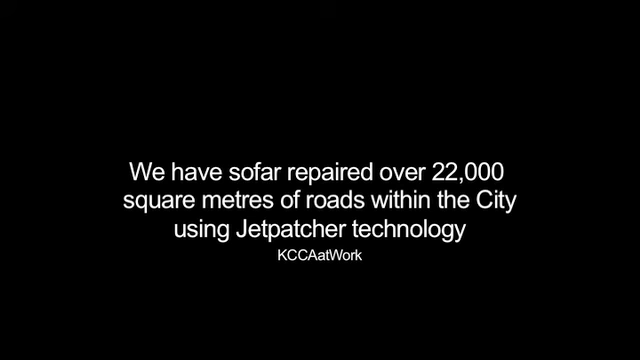 We have sofar repaired over 22,000
square metres of roads within the City
using Jetpatcher technology
KCCAatWork